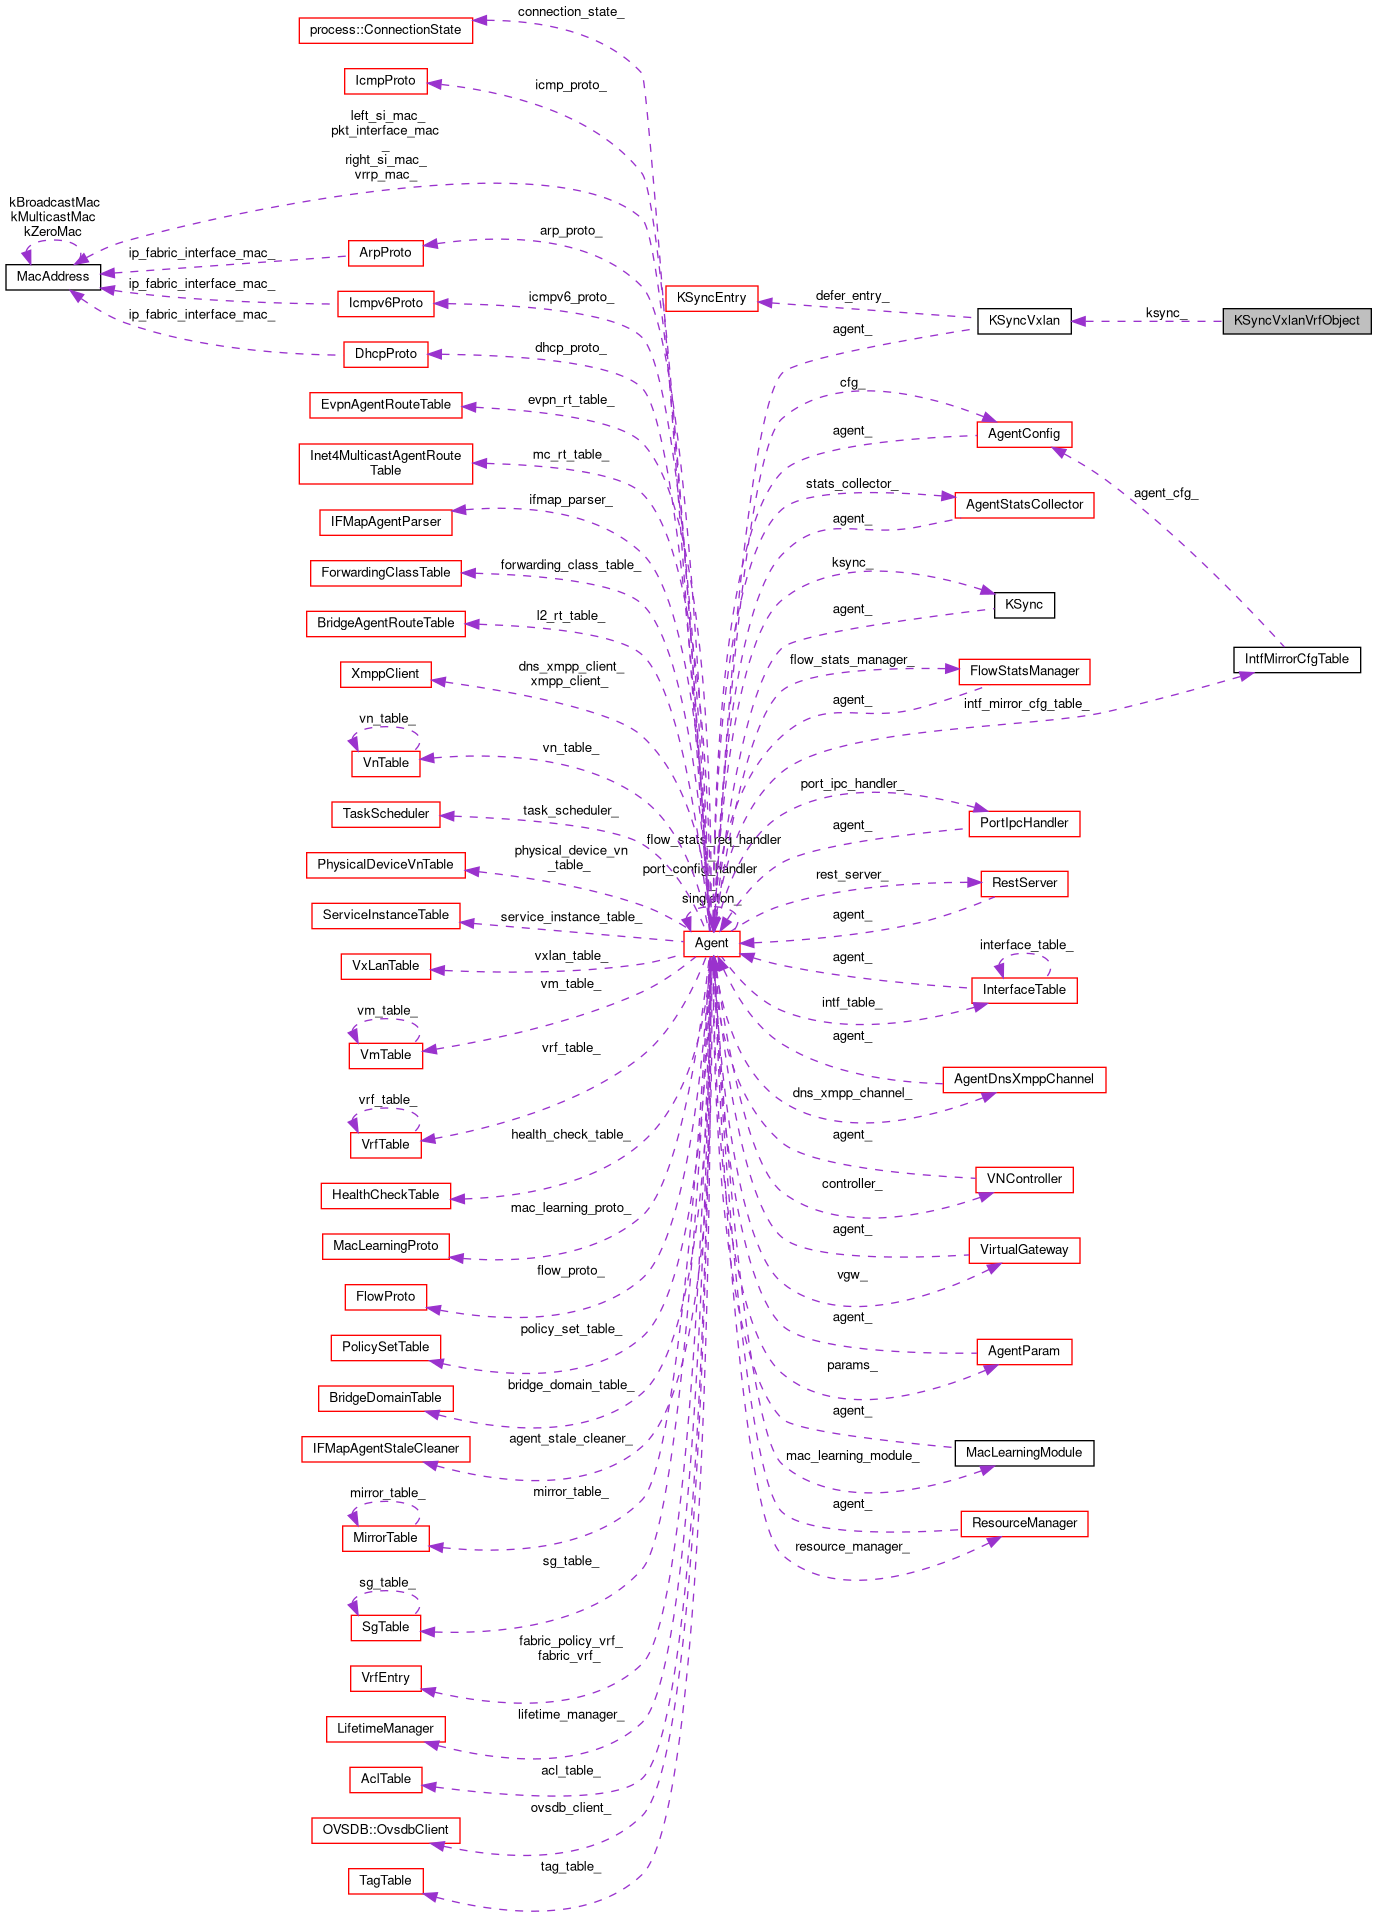 connection_state_
process::ConnectionState
IcmpProto
icmp_proto_
left_si_mac_
pkt_interface_mac
_
right_si_mac_
vrrp_mac_
kBroadcastMac
kMulticastMac
kZeroMac
MacAddress
ip_fabric_interface_mac_
ArpProto
arp_proto_
ip_fabric_interface_mac_
Icmpv6Proto
icmpv6_proto_
ip_fabric_interface_mac_
DhcpProto
dhcp_proto_
KSyncEntry
defer_entry_
KSyncVxlan
agent_
ksync_
KSyncVxlanVrfObject
EvpnAgentRouteTable
evpn_rt_table_
cfg_
AgentConfig
agent_
Inet4MulticastAgentRoute
Table
mc_rt_table_
stats_collector_
AgentStatsCollector
agent_
agent_cfg_
IFMapAgentParser
ifmap_parser_
ForwardingClassTable
forwarding_class_table_
ksync_
KSync
agent_
BridgeAgentRouteTable
l2_rt_table_
XmppClient
dns_xmpp_client_
xmpp_client_
flow_stats_manager_
FlowStatsManager
agent_
IntfMirrorCfgTable
intf_mirror_cfg_table_
vn_table_
VnTable
vn_table_
TaskScheduler
task_scheduler_
port_ipc_handler_
PortIpcHandler
agent_
PhysicalDeviceVnTable
physical_device_vn
_table_
flow_stats_req_handler
_
port_config_handler
_
singleton_
rest_server_
RestServer
agent_
ServiceInstanceTable
service_instance_table_
Agent
VxLanTable
vxlan_table_
agent_
interface_table_
InterfaceTable
intf_table_
vm_table_
VmTable
vm_table_
agent_
AgentDnsXmppChannel
dns_xmpp_channel_
vrf_table_
VrfTable
vrf_table_
HealthCheckTable
health_check_table_
agent_
VNController
controller_
MacLearningProto
mac_learning_proto_
agent_
VirtualGateway
vgw_
FlowProto
flow_proto_
PolicySetTable
policy_set_table_
agent_
AgentParam
params_
BridgeDomainTable
bridge_domain_table_
IFMapAgentStaleCleaner
agent_stale_cleaner_
agent_
MacLearningModule
mac_learning_module_
mirror_table_
MirrorTable
mirror_table_
agent_
ResourceManager
resource_manager_
sg_table_
SgTable
sg_table_
VrfEntry
fabric_policy_vrf_
fabric_vrf_
LifetimeManager
lifetime_manager_
AclTable
acl_table_
OVSDB::OvsdbClient
ovsdb_client_
TagTable
tag_table_